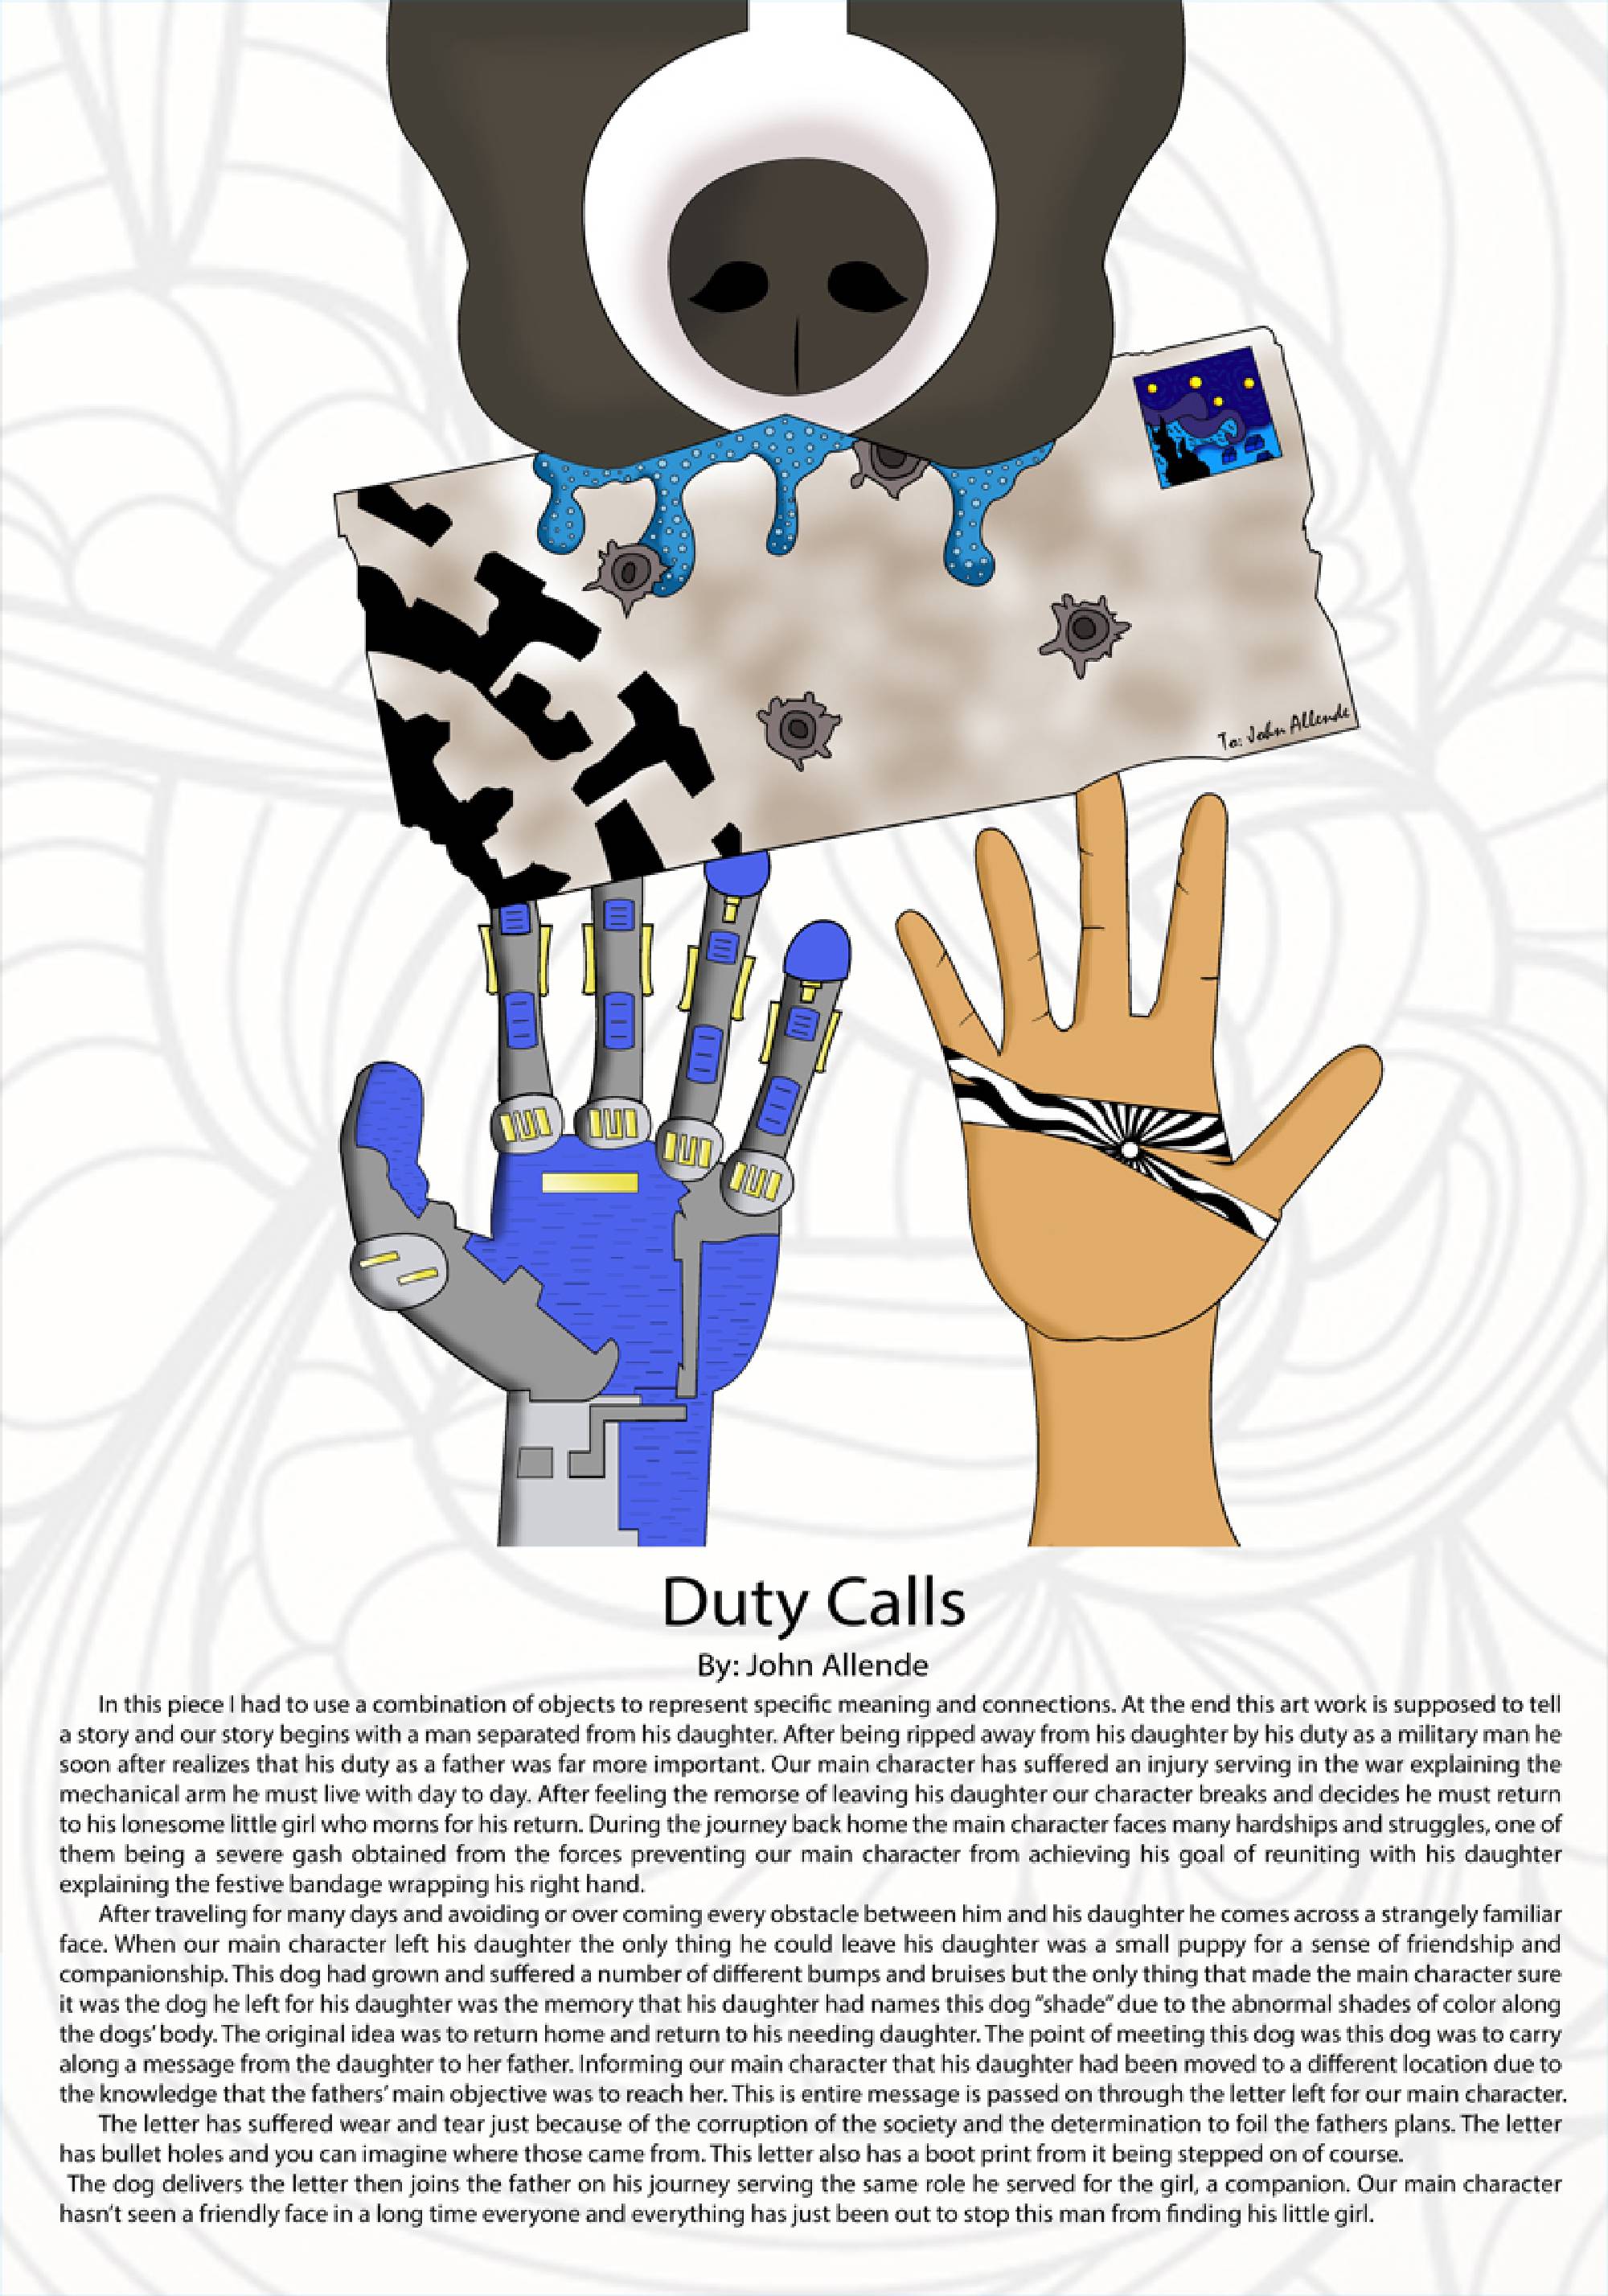 To: John Allende
Duty Calls
By: John Allende
In this piece I had to use a combination of objects to represent specific meaning and connections. At the end this art work is supposed to tell
a story and our story begins with a man separated from his daughter. After being ripped away from his daughter by his duty as a military man he
soon after realizes that his duty as a father was far more important. Our main character has suffered an injury serving in the war explaining the
mechanical arm he must live with day to day. After feeling the remorse of leaving his daughter our character breaks and decides he must return
to his lonesome little girl who morns for his return. During the journey back home the main character faces many hardships and struggles, one of
them being a severe gash obtained from the forces preventing our main character from achieving his goal of reuniting with his daughter
explaining the festive bandage wrapping his right hand.
After traveling for many days and avoiding or over coming every obstacle between him and his daughter he comes across a strangely familiar
face. When our main character left his daughter the only thing he could leave his daughter was a small puppy for a sense of friendship and
companionship. This dog had grown and suffered a number of different bumps and bruises but the only thing that made the main character sure
it was the dog he left for his daughter was the memory that his daughter had names this dog "shade" due to the abnormal shades of color along
the dogs' body. The original idea was to return home and return to his needing daughter. The point of meeting this dog was this dog was to carry
along a message from the daughter to her father. Informing our main character that his daughter had been moved to a different location due to
the knowledge that the fathers' main objective was to reach her. This is entire message is passed on through the letter left for our main character.
The letter has suffered wear and tear just because of the corruption of the society and the determination to foil the fathers plans. The letter
has bullet holes and you can imagine where those came from. This letter also has a boot print from it being stepped on of course.
The dog delivers the letter then joins the father on his journey serving the same role he served for the girl, a companion. Our main character
hasn't seen a friendly face in a long time everyone and everything has just been out to stop this man from finding his little girl.